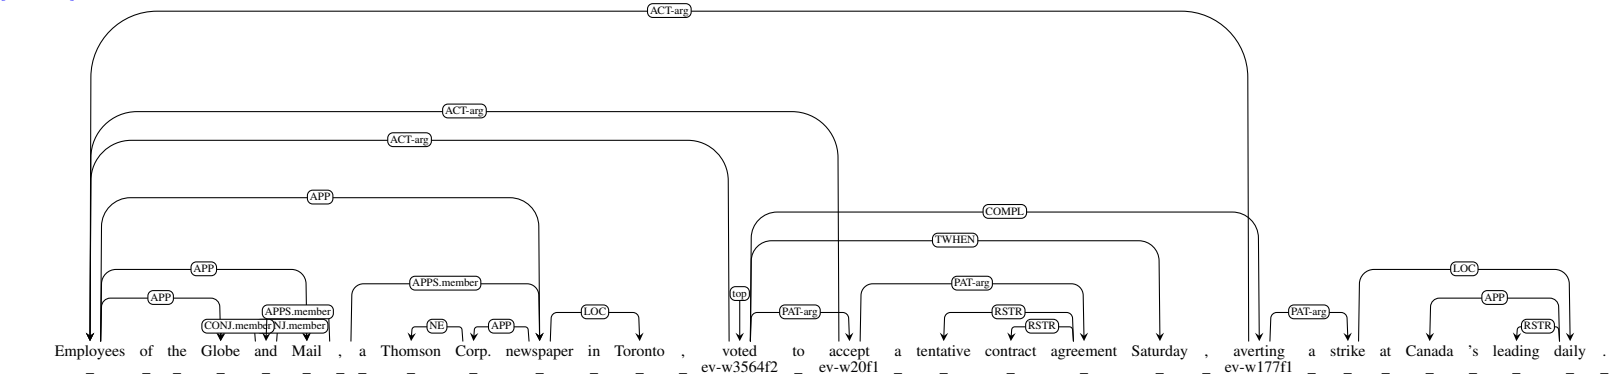 ACT-arg
ACT-arg
ACT-arg
APP
COMPL
TWHEN
APP APPS.member PAT-arg LOC
APP top APP
APPS.member LOC PAT-arg RSTR PAT-arg
CONJ.member NJ.member NE APP RSTR RSTR
Employees of the Globe and Mail , a Thomson Corp. newspaper in Toronto , voted to accept a tentative contract agreement Saturday , averting a strike at Canada 's leading daily .
_ _ _ _ _ _ _ _ _ _ _ _ _ _ ev-w3564f2 _ ev-w20f1 _ _ _ _ _ _ ev-w177f1 _ _ _ _ _ _ _ _